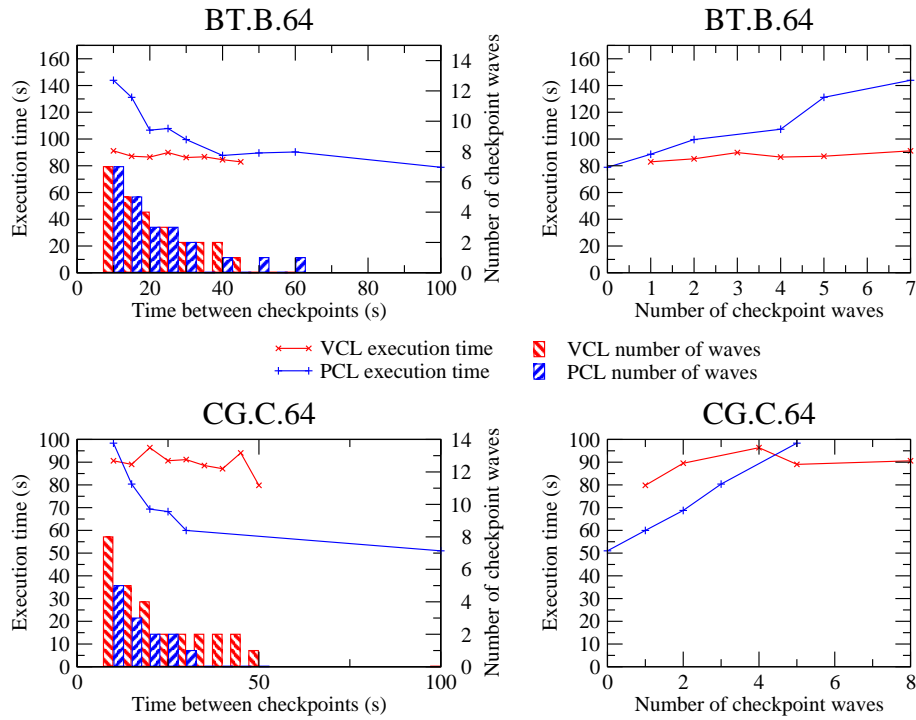 BT.B.64
BT.B.64
160
140
120
100
80
60
40
20
0
Execution time (s)
14
12
10
8
6
4
2
0
Number of checkpoint waves
0 20 40 60 80 100
Time between checkpoints (s)
160
140
120
100
80
60
40
20
0
Execution time (s)
0 1 2 3 4 5 6 7
Number of checkpoint waves
VCL execution time
PCL execution time
VCL number of waves
PCL number of waves
CG.C.64
CG.C.64
100
90
80
70
60
50
40
30
20
10
0
Execution time (s)
14
12
10
8
6
4
2
0
Number of checkpoint waves
0 50 100
Time between checkpoints (s)
100
90
80
70
60
50
40
30
20
10
0
Execution time (s)
0 2 4 6 8
Number of checkpoint waves